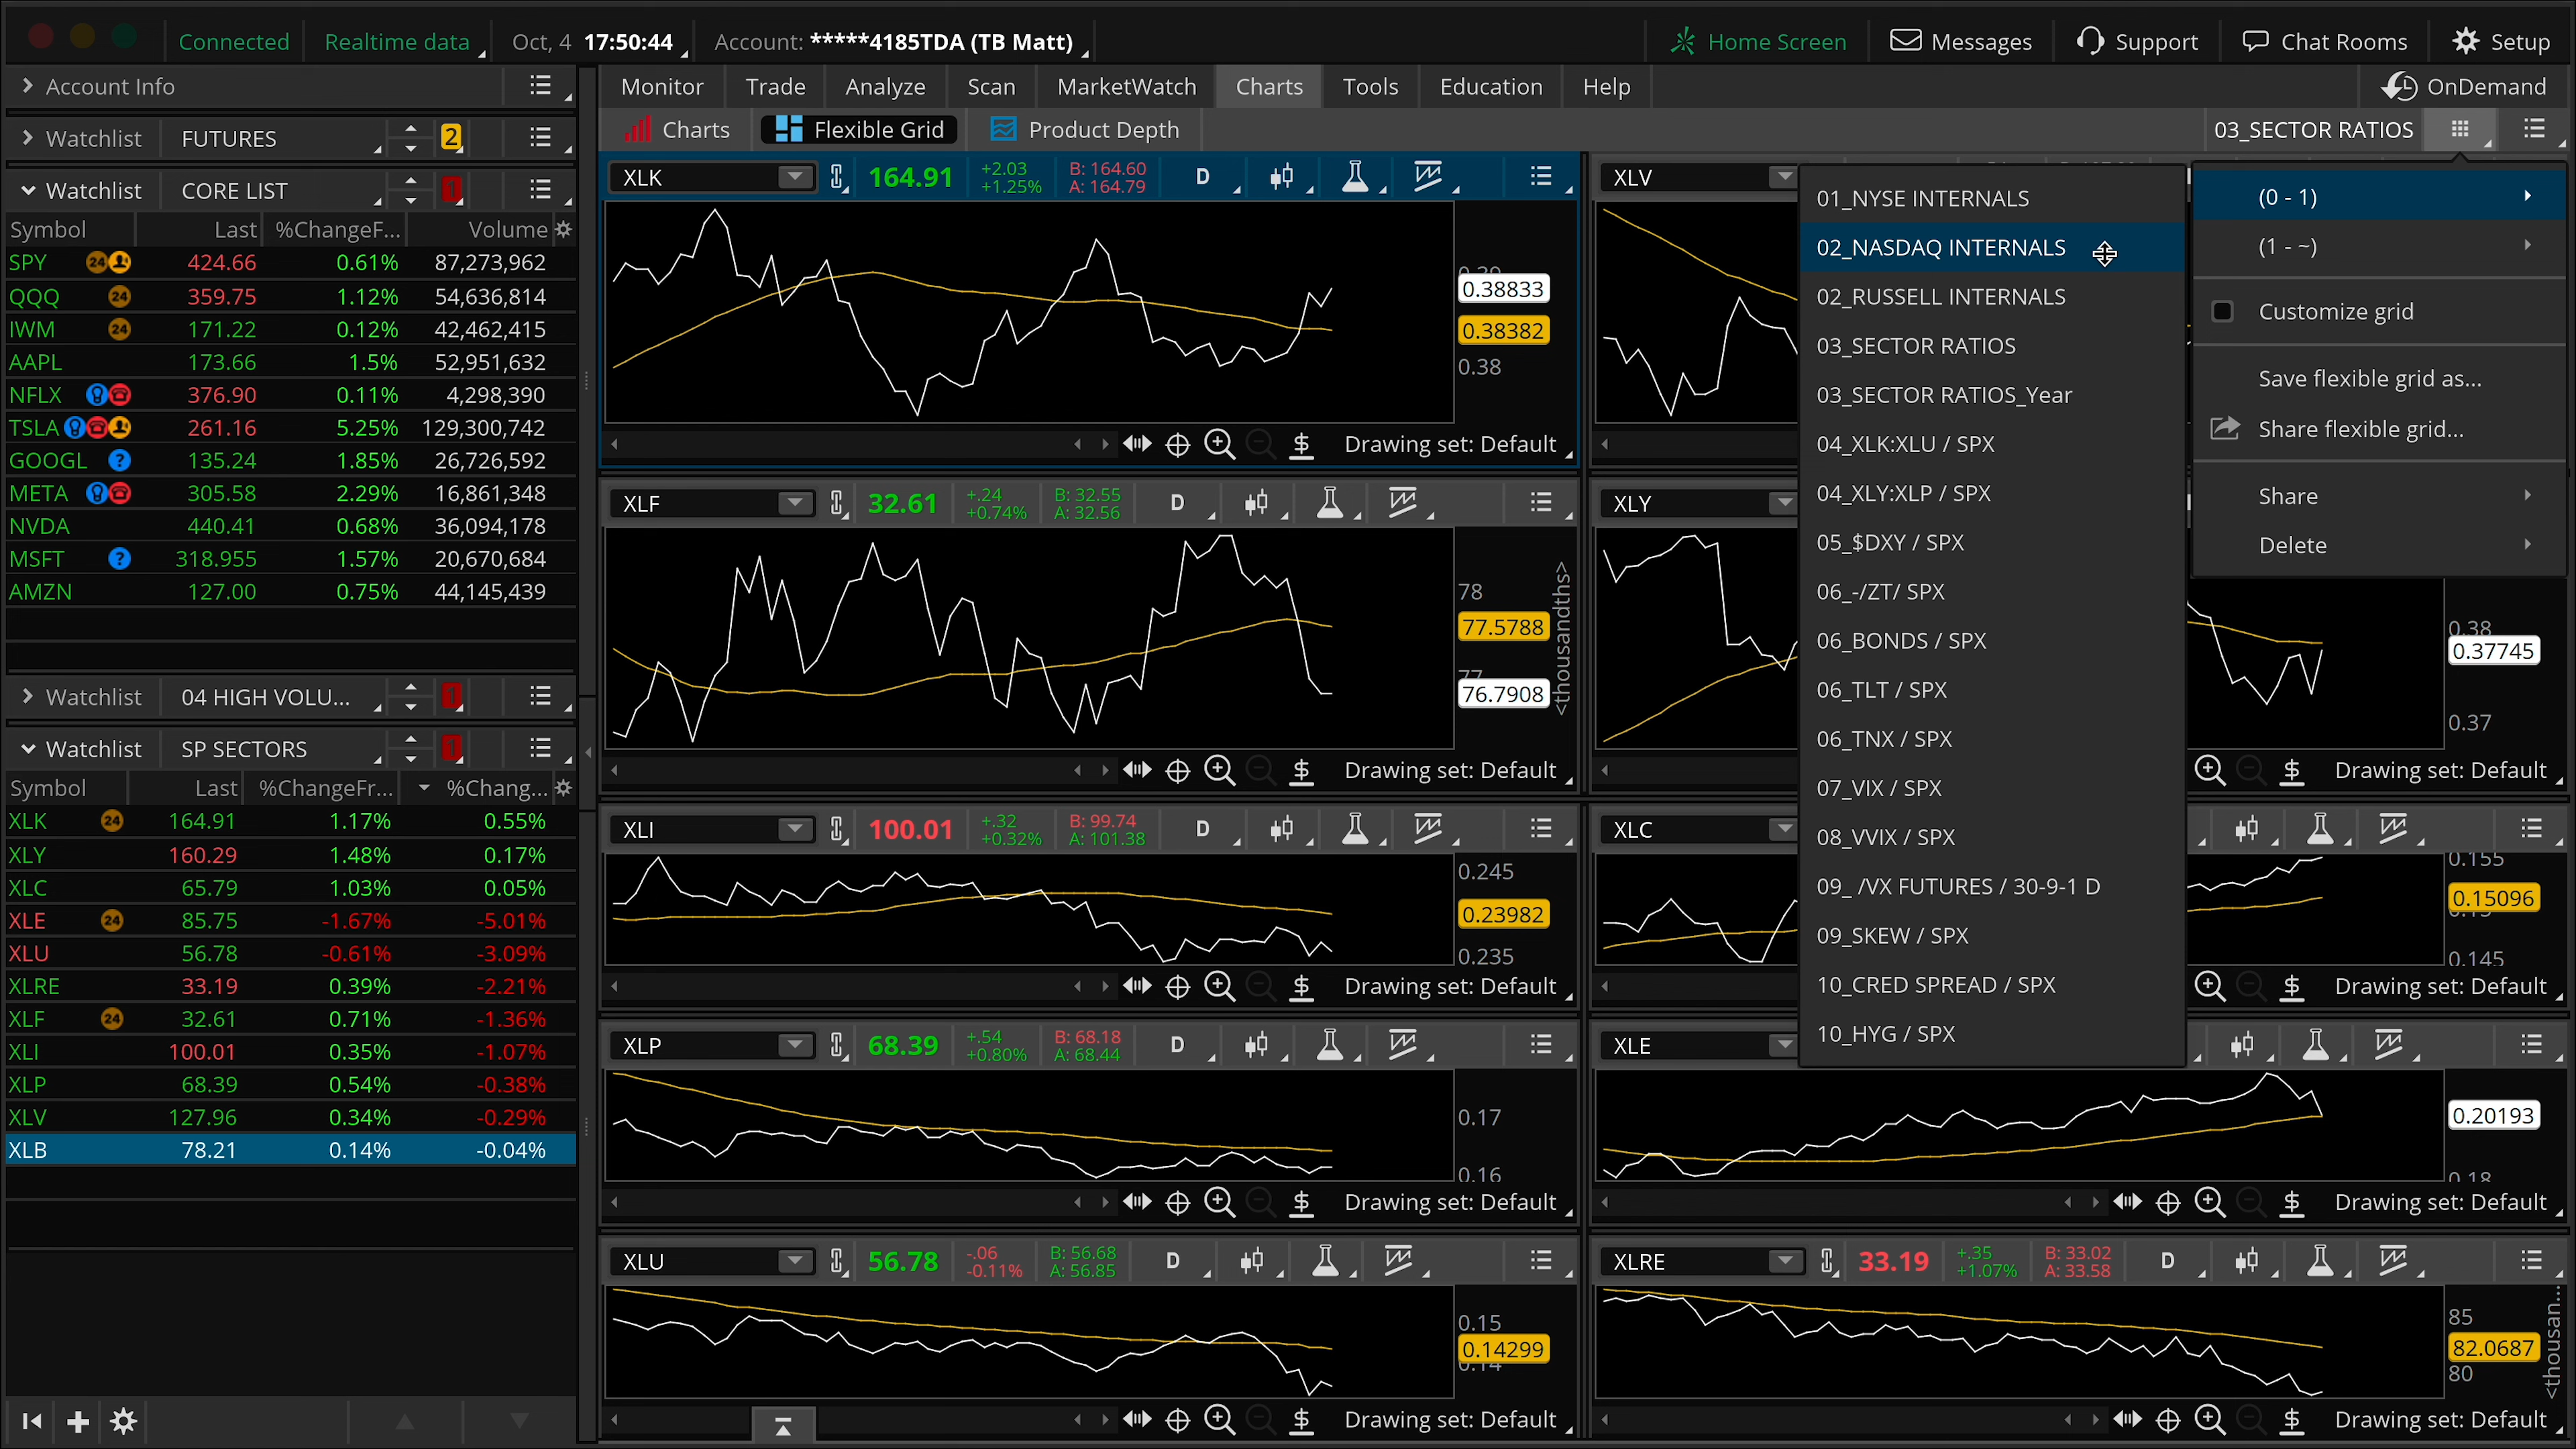 Connected Realtime data Oct, 4 17:50:44 Account: *****4185TDA (TB Matt) Home Screen Messages Support Chat Rooms Setup
Account Info Monitor Trade Analyze Scan MarketWatch Charts Tools Education Help OnDemand
Watchlist FUTURES 2 Charts Flexible Grid Product Depth 03_SECTOR RATIOS
Watchlist CORE LIST 1
Symbol Last %ChangeF... Volume
SPY 24 424.66 0.61% 87,273,962
QQQ 24 359.75 1.12% 54,636,814
IWM 24 171.22 0.12% 42,462,415
AAPL 173.66 1.5% 52,951,632
NFLX 376.90 0.11% 4,298,390
TSLA 261.16 5.25% 129,300,742
GOOGL ? 135.24 1.85% 26,726,592
META 305.58 2.29% 16,861,348
NVDA 440.41 0.68% 36,094,178
MSFT ? 318.955 1.57% 20,670,684
AMZN 127.00 0.75% 44,145,439
Watchlist 04 HIGH VOLU... 1
Watchlist SP SECTORS 1
Symbol Last %ChangeFr... %Chang...
XLK 24 164.91 1.17% 0.55%
XLY 160.29 1.48% 0.17%
XLC 65.79 1.03% 0.05%
XLE 24 85.75 -1.67% -5.01%
XLU 56.78 -0.61% -3.09%
XLRE 33.19 0.39% -2.21%
XLF 24 32.61 0.71% -1.36%
XLI 100.01 0.35% -1.07%
XLP 68.39 0.54% -0.38%
XLV 127.96 0.34% -0.29%
XLB 78.21 0.14% -0.04%
XLK 164.91 +2.03 +1.25% B: 164.60 A: 164.79 D
0.38833
0.38382
0.38
Drawing set: Default
XLF 32.61 +.24 +0.74% B: 32.55 A: 32.56 D
78
77.5788
76.7908
<thousandths>
Drawing set: Default
XLI 100.01 +.32 +0.32% B: 99.74 A: 101.38 D
0.245
0.23982
0.235
Drawing set: Default
XLP 68.39 +.54 +0.80% B: 68.18 A: 68.44 D
0.17
0.16
Drawing set: Default
XLU 56.78 -.06 -0.11% B: 56.68 A: 56.85 D
0.15
0.14299
Drawing set: Default
XLV
XLY
0.38
0.37745
0.37
Drawing set: Default
XLC
0.155
0.15096
0.145
Drawing set: Default
XLE
0.20193
0.18
Drawing set: Default
XLRE 33.19 +.35 +1.07% B: 33.02 A: 33.58 D
85
82.0687
80
<thousan...
Drawing set: Default
01_NYSE INTERNALS
02_NASDAQ INTERNALS
02_RUSSELL INTERNALS
03_SECTOR RATIOS
03_SECTOR RATIOS_Year
04_XLK:XLU / SPX
04_XLY:XLP / SPX
05_$DXY / SPX
06_-/ZT/ SPX
06_BONDS / SPX
06_TLT / SPX
06_TNX / SPX
07_VIX / SPX
08_VVIX / SPX
09_ /VX FUTURES / 30-9-1 D
09_SKEW / SPX
10_CRED SPREAD / SPX
10_HYG / SPX
(0 - 1)
(1 - ~)
Customize grid
Save flexible grid as...
Share flexible grid...
Share
Delete